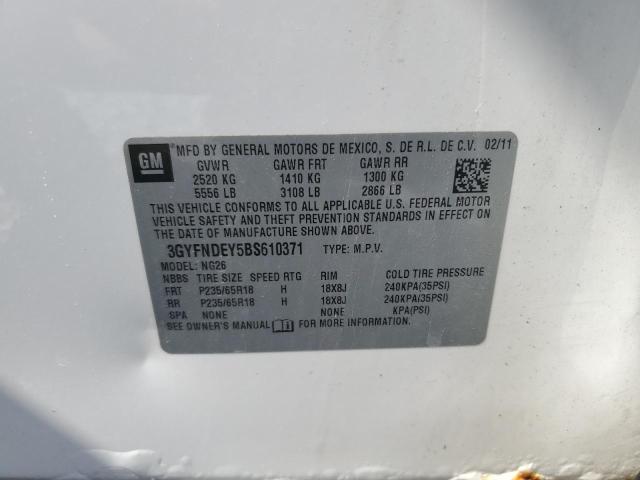 GM
*MFD BY GENERAL MOTORS DE MEXICO, S. DE R.L. DE C.V. 02/11
GVWR GAWR FRT GAWR RR
2520 KG 1410 KG 1300 KG
5556 LB 3108 LB 2866 LB
THIS VEHICLE CONFORMS TO ALL APPLICABLE U.S. FEDERAL MOTOR
VEHICLE SAFETY AND THEFT PREVENTION STANDARDS IN EFFECT ON
THE DATE OF MANUFACTURE SHOWN ABOVE.
3GYFNDEY5BS610371 TYPE: M.P.V.
MODEL: NG26
NBBS TIRE SIZE SPEED RTG RIM COLD TIRE PRESSURE
FRT P235/65R18 H 18X8J 240KPA(35PSI)
RR P235/65R18 H 18X8J 240KPA(35PSI)
SPA NONE NONE KPA(PSI)
SEE OWNER'S MANUAL FOR MORE INFORMATION.